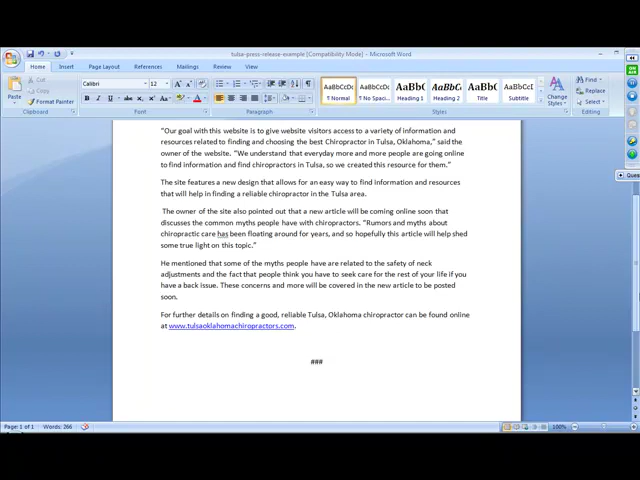 tulsa-press-release-example [Compatibility Mode] - Microsoft Word
Home Insert Page Layout References Mailings Review View
Cut
Copy
Paste
Format Painter
Clipboard
Calibri 12
Font
Paragraph
AaBbCcDc AaBbCcDc AaBbC AaBbCc AaBbC AaBbCcD
¶ Normal ¶ No Spaci... Heading 1 Heading 2 Title Subtitle
Change
Styles
Styles
Find
Replace
Select
Editing
“Our goal with this website is to give website visitors access to a variety of information and
resources related to finding and choosing the best Chiropractor in Tulsa, Oklahoma,” said the
owner of the website. “We understand that everyday more and more people are going online
to find information and find chiropractors in Tulsa, so we created this resource for them.”
The site features a new design that allows for an easy way to find information and resources
that will help in finding a reliable chiropractor in the Tulsa area.
The owner of the site also pointed out that a new article will be coming online soon that
discusses the common myths people have with chiropractors. “Rumors and myths about
chiropractic care has been floating around for years, and so hopefully this article will help shed
some true light on this topic.”
He mentioned that some of the myths people have are related to the safety of neck
adjustments and the fact that people think you have to seek care for the rest of your life if you
have a back issue. These concerns and more will be covered in the new article to be posted
soon.
For further details on finding a good, reliable Tulsa, Oklahoma chiropractor can be found online
at www.tulsaoklahomachiropractors.com.
###
Page: 1 of 1 Words: 266
100%